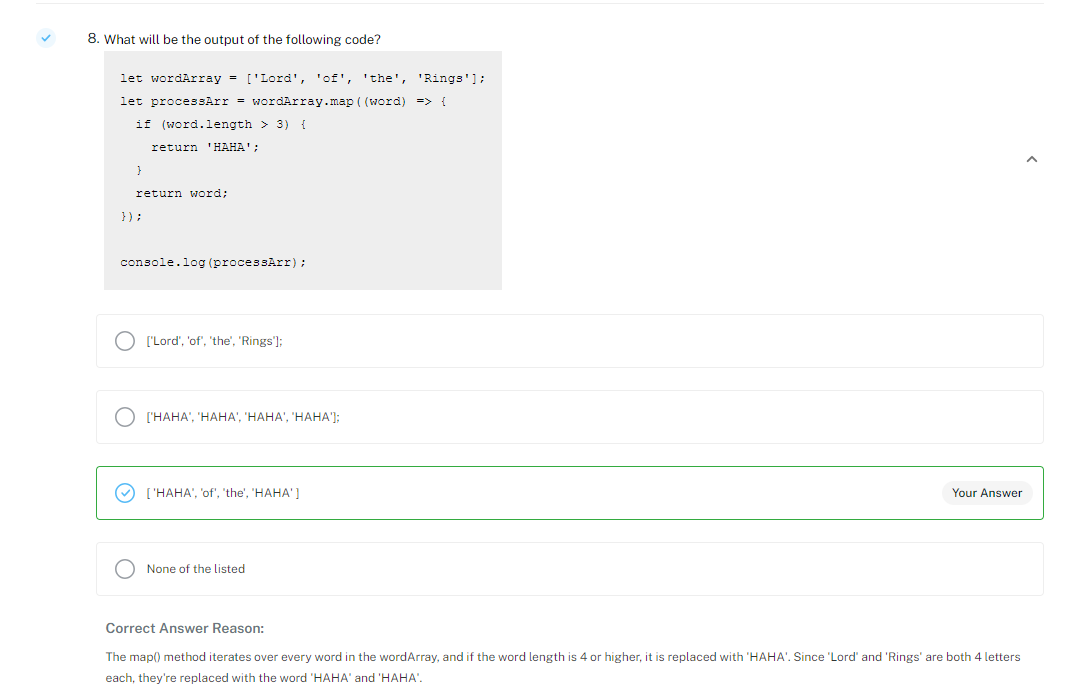 8. What will be the output of the following code?
let wordArray = ['Lord', 'of', 'the', 'Rings'];
let processArr = wordArray.map((word) => {
  if (word.length > 3) {
    return 'HAHA';
  }
  return word;
});
console.log(processArr);
['Lord', 'of', 'the', 'Rings'];
['HAHA', 'HAHA', 'HAHA', 'HAHA'];
[ 'HAHA', 'of', 'the', 'HAHA' ]
Your Answer
None of the listed
Correct Answer Reason:
The map() method iterates over every word in the wordArray, and if the word length is 4 or higher, it is replaced with 'HAHA'. Since 'Lord' and 'Rings' are both 4 letters
each, they're replaced with the word 'HAHA' and 'HAHA'.